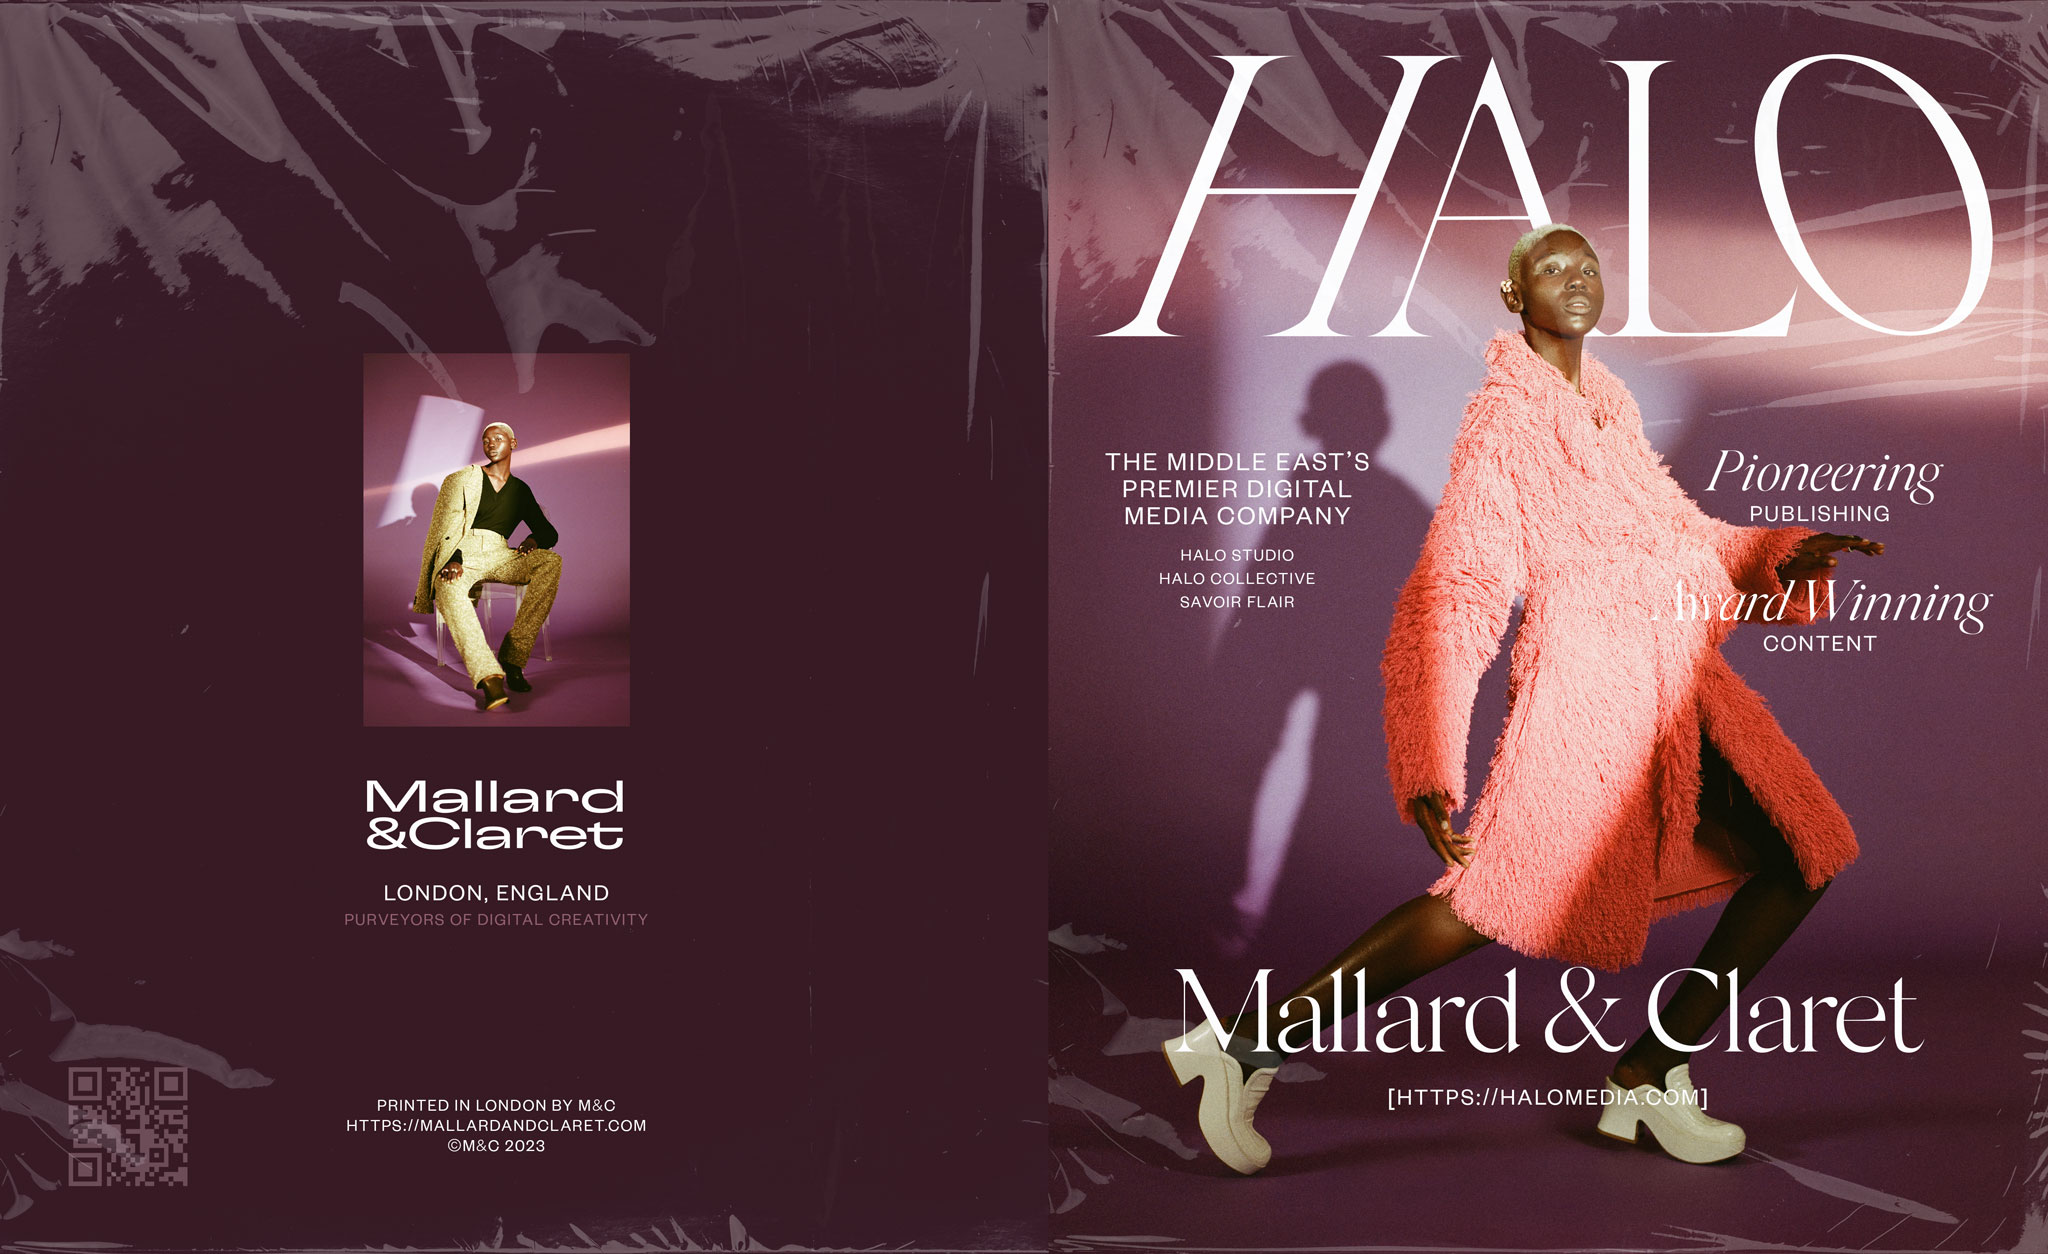 Mallard
&Claret
LONDON, ENGLAND
PURVEYORS OF DIGITAL CREATIVITY
PRINTED IN LONDON BY M&C
HTTPS://MALLARDANDCLARET.COM
©M&C 2023
HALO
THE MIDDLE EAST'S
PREMIER DIGITAL
MEDIA COMPANY
HALO STUDIO
HALO COLLECTIVE
SAVOIR FLAIR
Pioneering
PUBLISHING
Award Winning
CONTENT
Mallard & Claret
[HTTPS://HALOMEDIA.COM]